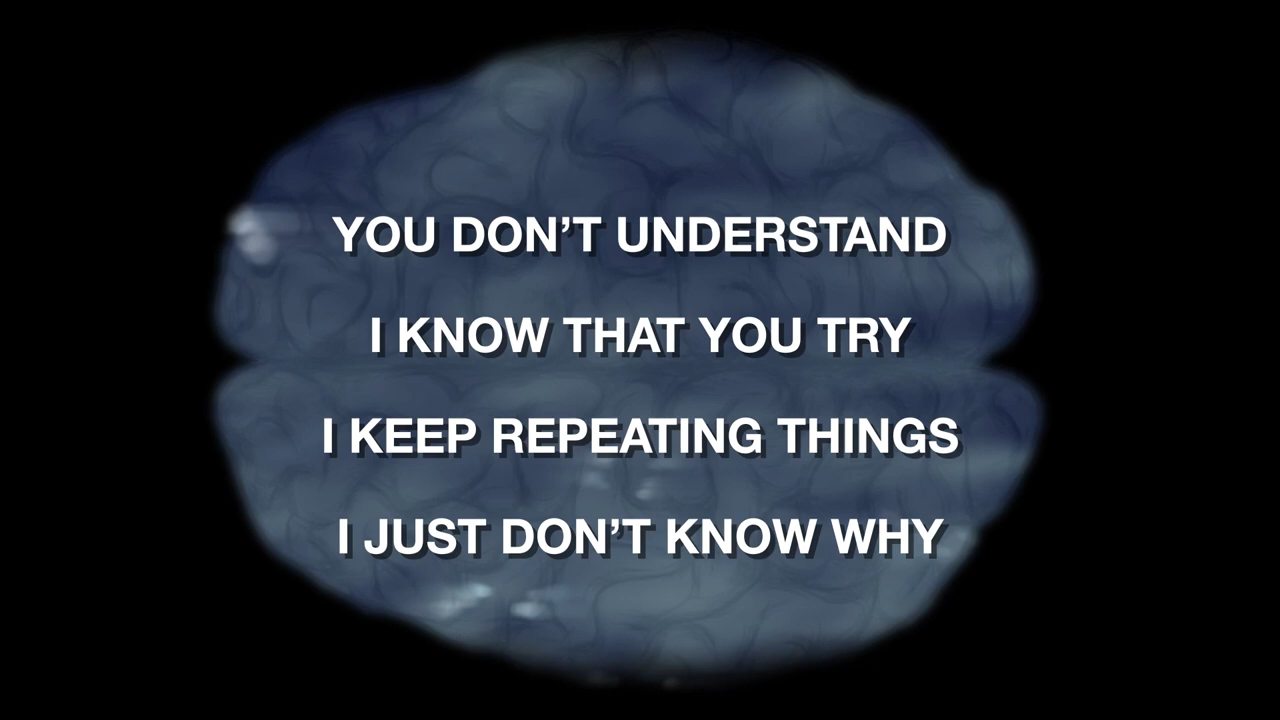 YOU DON’T UNDERSTAND
I KNOW THAT YOU TRY
I KEEP REPEATING THINGS
I JUST DON’T KNOW WHY